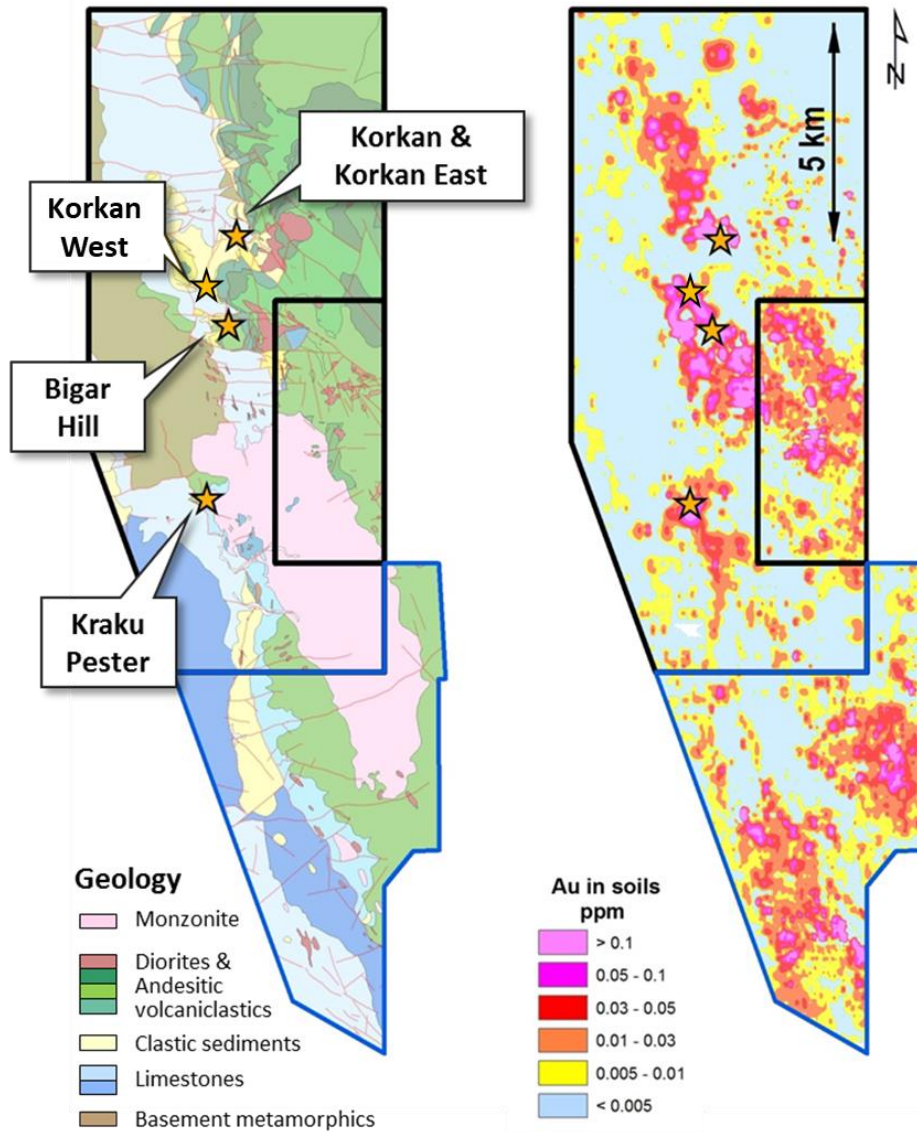 Korkan &
Korkan East
Korkan
West
Bigar
Hill
Kraku
Pester
5 km
N
Geology
Monzonite
Diorites &
Andesitic
volcaniclastics
Clastic sediments
Limestones
Basement metamorphics
Au in soils
ppm
> 0.1
0.05 - 0.1
0.03 - 0.05
0.01 - 0.03
0.005 - 0.01
< 0.005